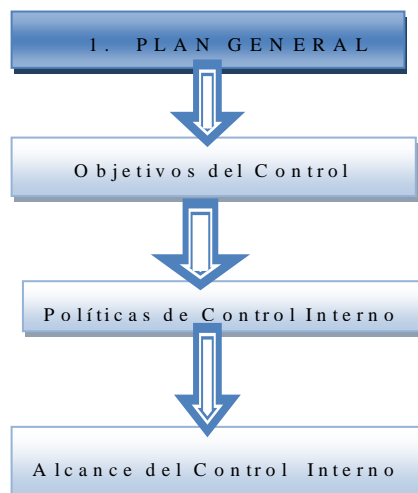 1. PLAN GENERAL
Objetivos del Control
Políticas de Control Interno
Alcance del Control Interno